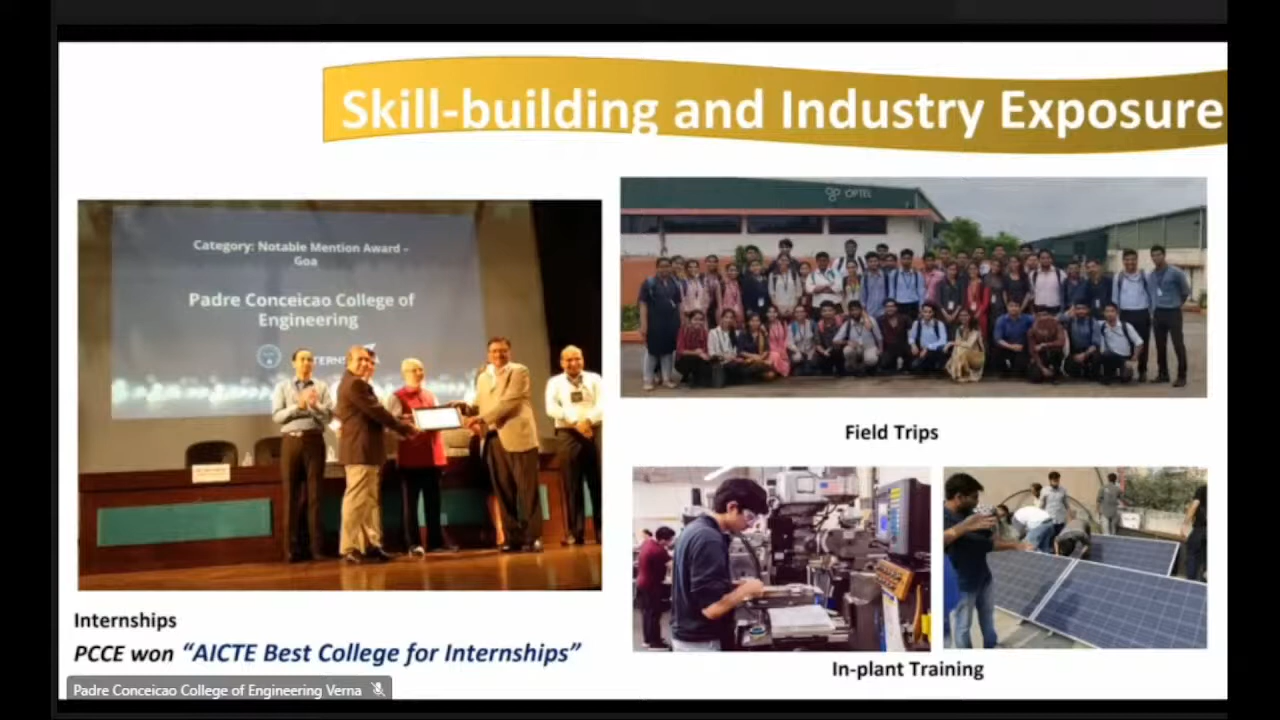 Skill-building and Industry Exposure
Category: Notable Mention Award –
Goa
Padre Conceicao College of
Engineering
OPTEL
Field Trips
Internships
PCCE won “AICTE Best College for Internships”
In-plant Training
Padre Conceicao College of Engineering Verna